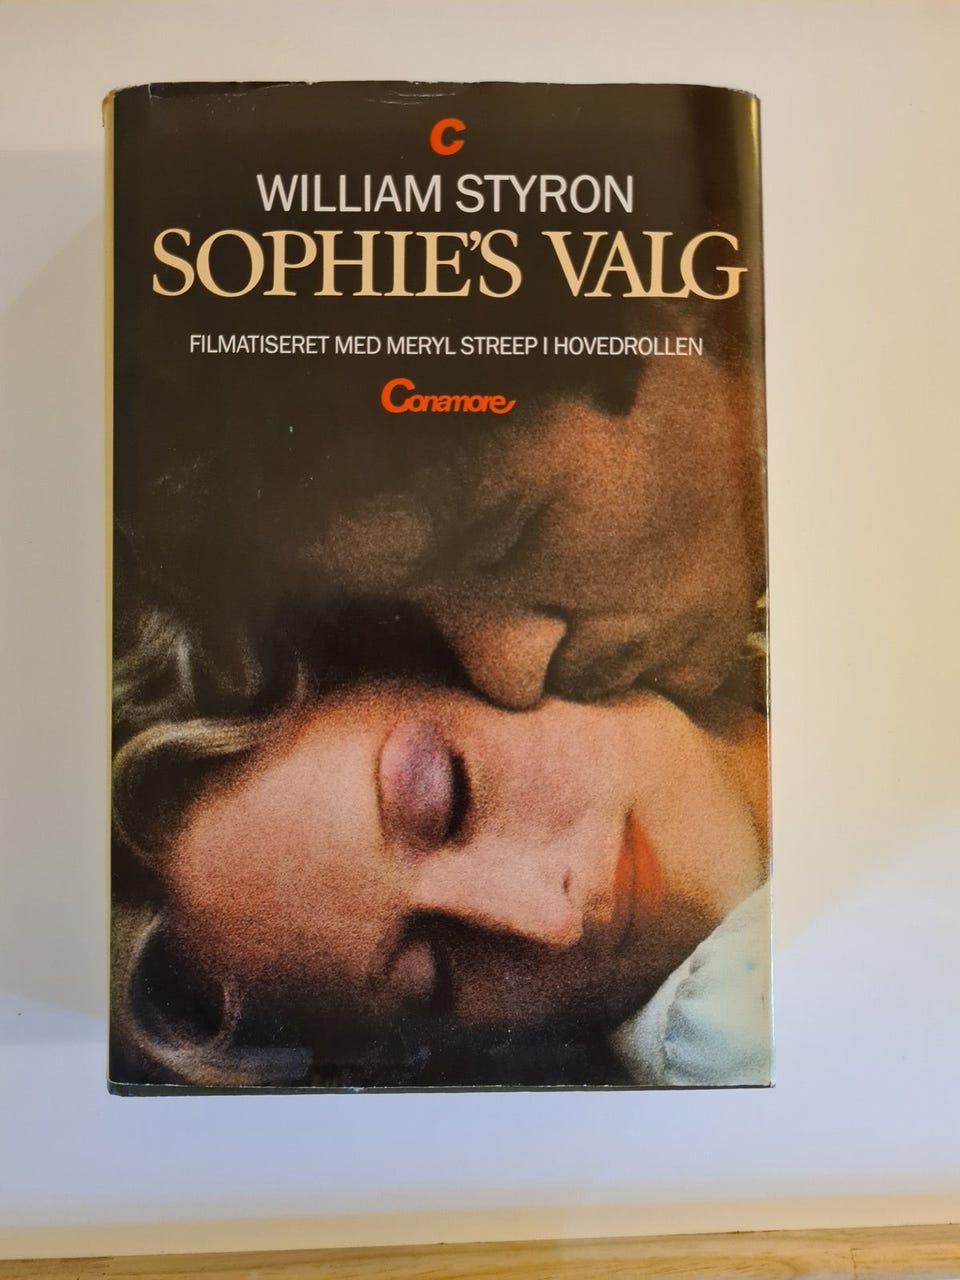 C
WILLIAM STYRON
SOPHIE'S VALG
FILMATISERET MED MERYL STREEP I HOVEDROLLEN
Conamore